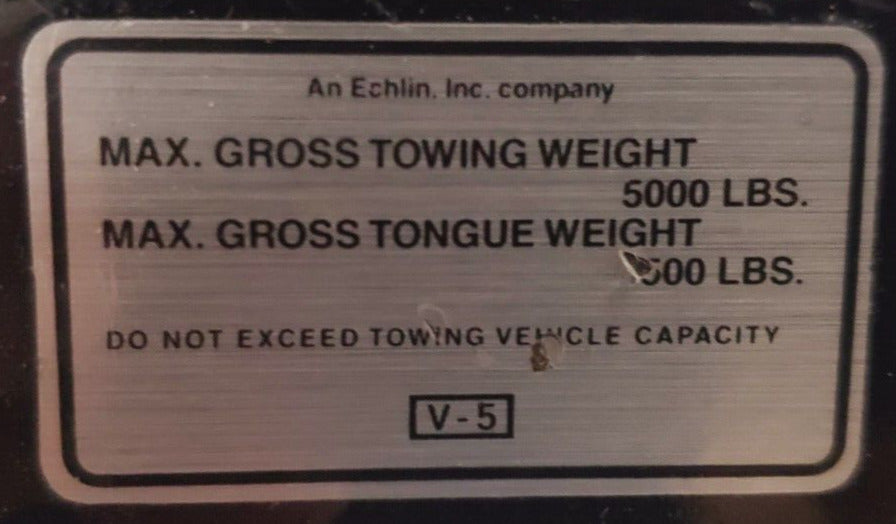 An Echlin, Inc. company
MAX. GROSS TOWING WEIGHT
5000 LBS.
MAX. GROSS TONGUE WEIGHT
500 LBS.
DO NOT EXCEED TOWING VEHICLE CAPACITY
V-5